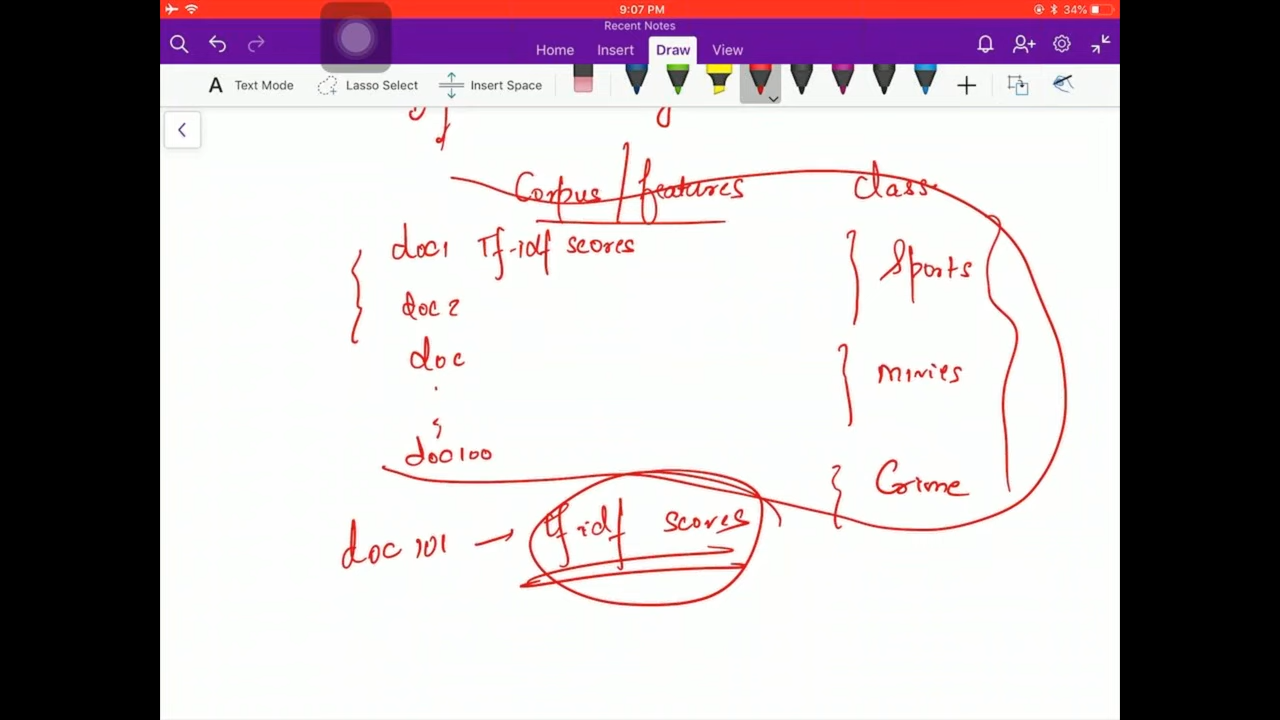 9:07 PM
34%
Recent Notes
Home Insert Draw View
Text Mode Lasso Select Insert Space
Corpus / features class
doc1 Tf-idf scores
Sports
doc 2
doc
Movies
doc100
Crime
doc 101 → Tf idf scores